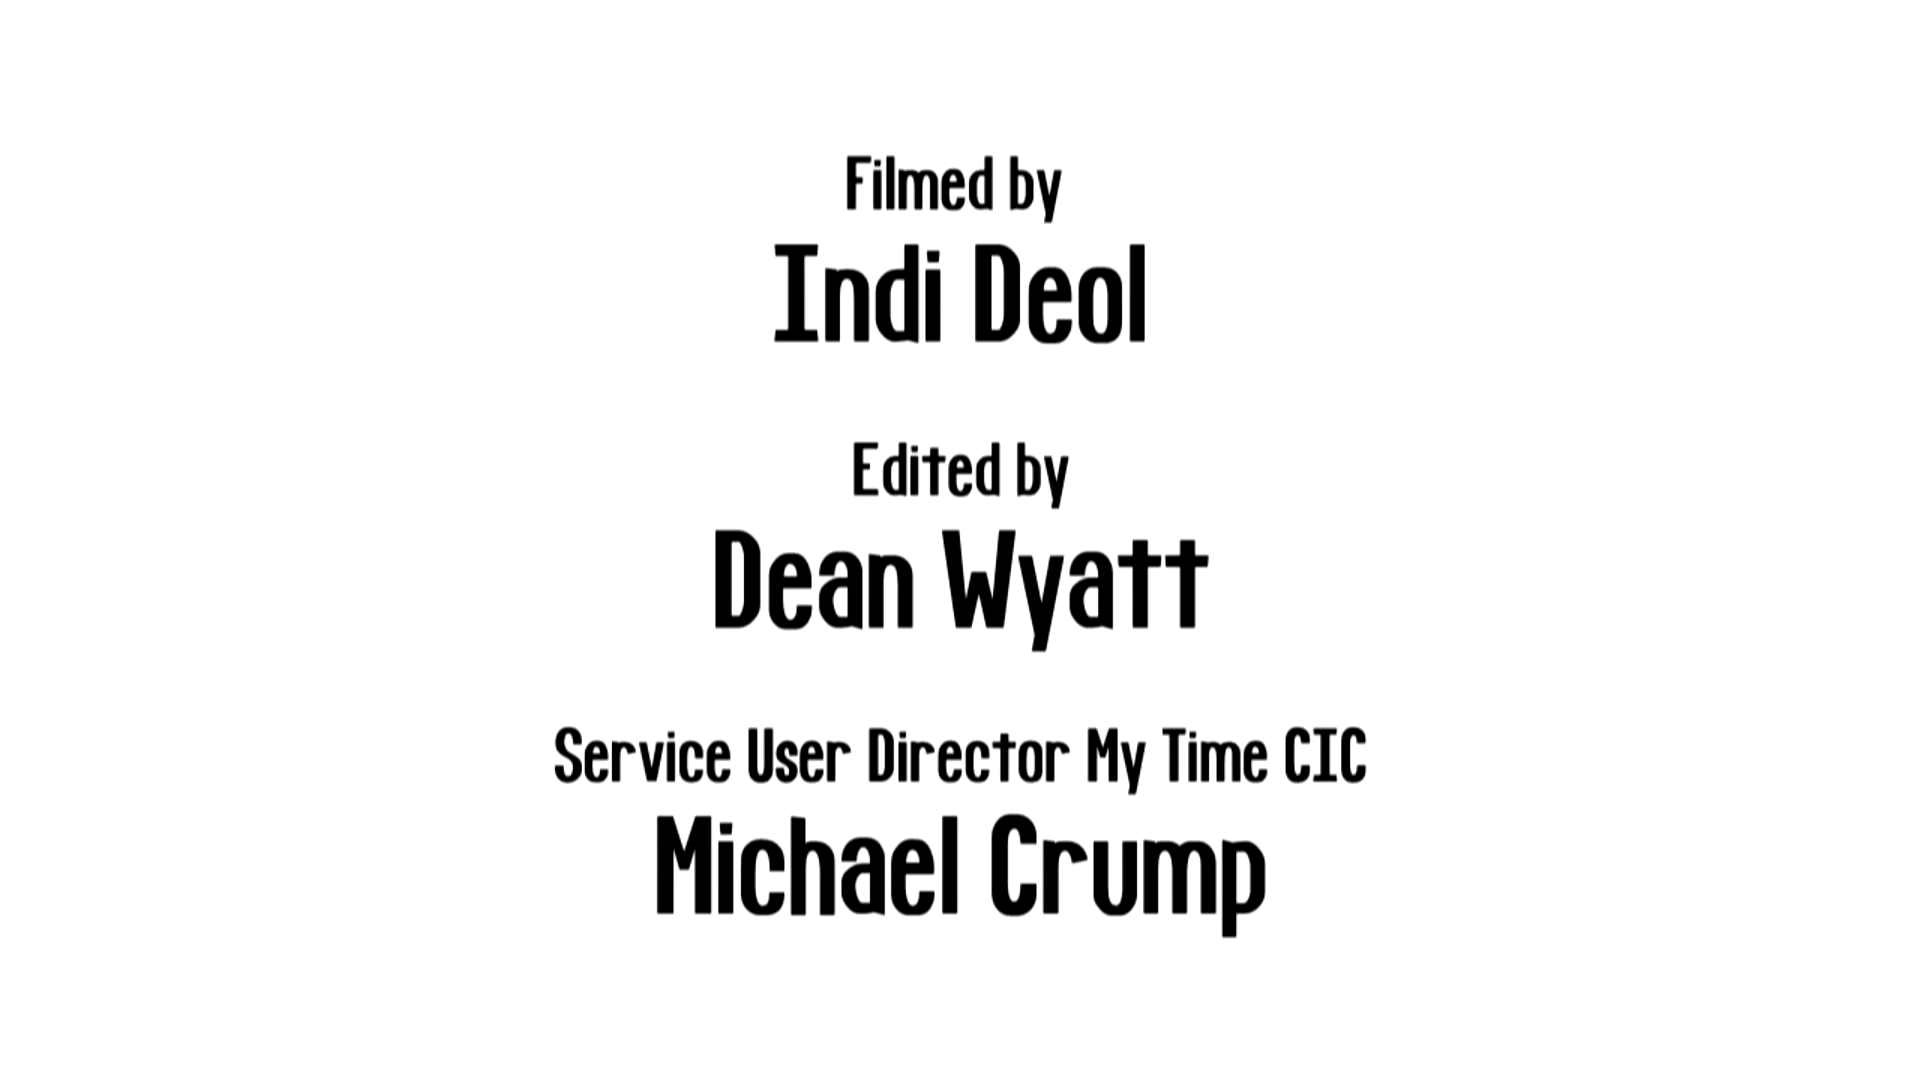 Filmed by
Indi Deol
Edited by
Dean Wyatt
Service User Director My Time CIC
Michael Crump